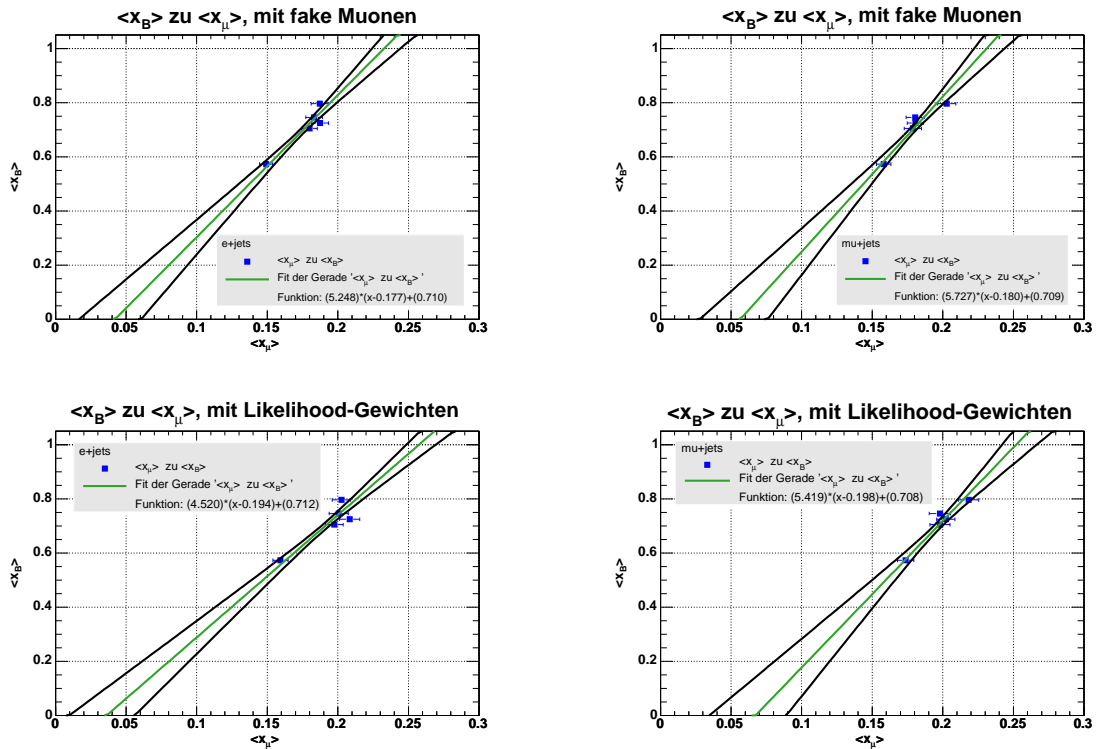 <x_B> zu <x_μ>, mit fake Muonen
<x_B>
1
0.8
0.6
0.4
0.2
0
e+jets
<x_μ> zu <x_B>
Fit der Gerade '<x_μ> zu <x_B> '
Funktion: (5.248)*(x-0.177)+(0.710)
0 0.05 0.1 0.15 0.2 0.25 0.3
<x_μ>
<x_B> zu <x_μ>, mit fake Muonen
<x_B>
1
0.8
0.6
0.4
0.2
0
mu+jets
<x_μ> zu <x_B>
Fit der Gerade '<x_μ> zu <x_B> '
Funktion: (5.727)*(x-0.180)+(0.709)
0 0.05 0.1 0.15 0.2 0.25 0.3
<x_μ>
<x_B> zu <x_μ>, mit Likelihood-Gewichten
<x_B>
1
e+jets
<x_μ> zu <x_B>
Fit der Gerade '<x_μ> zu <x_B> '
Funktion: (4.520)*(x-0.194)+(0.712)
0.8
0.6
0.4
0.2
0
0 0.05 0.1 0.15 0.2 0.25 0.3
<x_μ>
<x_B> zu <x_μ>, mit Likelihood-Gewichten
<x_B>
1
mu+jets
<x_μ> zu <x_B>
Fit der Gerade '<x_μ> zu <x_B> '
Funktion: (5.419)*(x-0.198)+(0.708)
0.8
0.6
0.4
0.2
0
0 0.05 0.1 0.15 0.2 0.25 0.3
<x_μ>